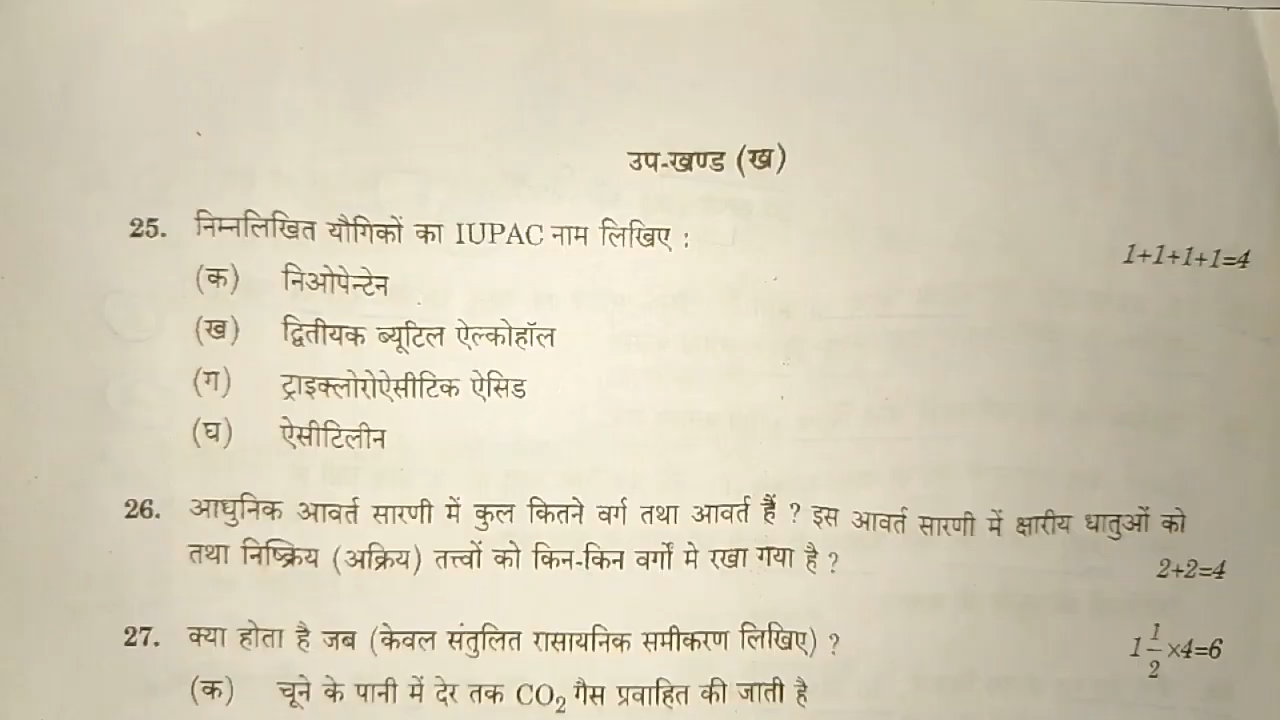 उप-खण्ड (ख)
25. निम्नलिखित यौगिकों का IUPAC नाम लिखिए : 1+1+1+1=4
(क) निओपेन्टेन
(ख) द्वितीयक ब्यूटिल ऐल्कोहॉल
(ग) ट्राइक्लोरोऐसीटिक ऐसिड
(घ) ऐसीटिलीन
26. आधुनिक आवर्त सारणी में कुल कितने वर्ग तथा आवर्त हैं ? इस आवर्त सारणी में क्षारीय धातुओं को
तथा निष्क्रिय (अक्रिय) तत्त्वों को किन-किन वर्गों मे रखा गया है ? 2+2=4
27. क्या होता है जब (केवल संतुलित रासायनिक समीकरण लिखिए) ? 1 1/2 ×4=6
(क) चूने के पानी में देर तक CO₂ गैस प्रवाहित की जाती है